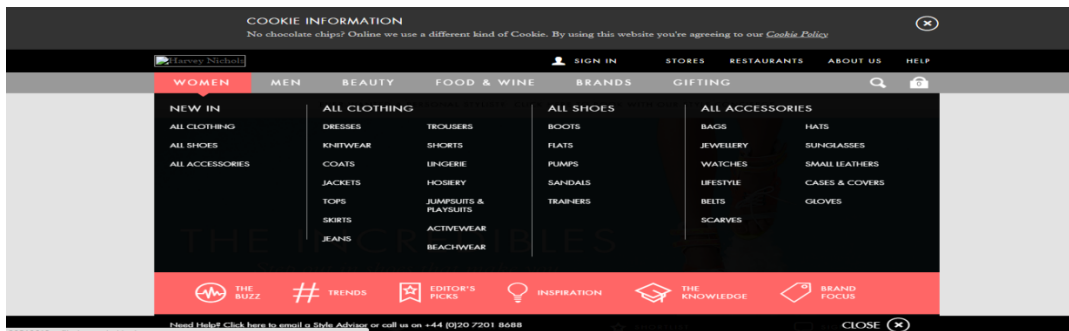 COOKIE INFORMATION
No chocolate chips? Online we use a different kind of Cookie. By using this website you're agreeing to our Cookie Policy
Harvey Nichols
SIGN IN STORES RESTAURANTS ABOUT US HELP
WOMEN MEN BEAUTY FOOD & WINE BRANDS GIFTING 0
NEW IN
ALL CLOTHING
ALL SHOES
ALL ACCESSORIES
ALL CLOTHING
DRESSES
KNITWEAR
COATS
JACKETS
TOPS
SKIRTS
JEANS
TROUSERS
SHORTS
LINGERIE
HOSIERY
JUMPSUITS &
PLAYSUITS
ACTIVEWEAR
BEACHWEAR
ALL SHOES
BOOTS
FLATS
PUMPS
SANDALS
TRAINERS
ALL ACCESSORIES
BAGS
JEWELLERY
WATCHES
LIFESTYLE
BELTS
SCARVES
HATS
SUNGLASSES
SMALL LEATHERS
CASES & COVERS
GLOVES
THE INCREDIBLES
THE
BUZZ
TRENDS
EDITOR'S
PICKS
INSPIRATION
THE
KNOWLEDGE
BRAND
FOCUS
Need Help? Click here to email a Style Advisor or call us on +44 (0)20 7201 8688
CLOSE